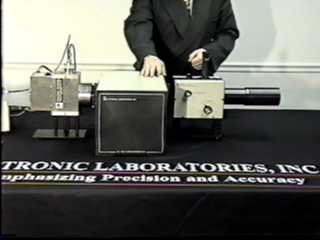 TRONIC LABORATORIES, INC
mphasizing Precision and Accuracy